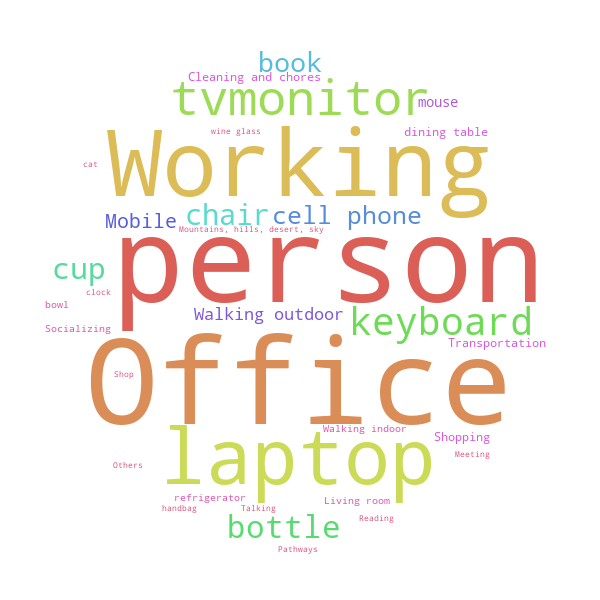 book
Cleaning and chores
tvmonitor
mouse
wine glass
dining table
Working
cat
Mobile
chair
cell phone
Mountains, hills, desert, sky
person
cup
clock
bowl
Walking outdoor
keyboard
Socializing
Transportation
Office
Shop
Walking indoor
Shopping
laptop
Meeting
Others
refrigerator
Living room
handbag
Talking
Reading
bottle
Pathways